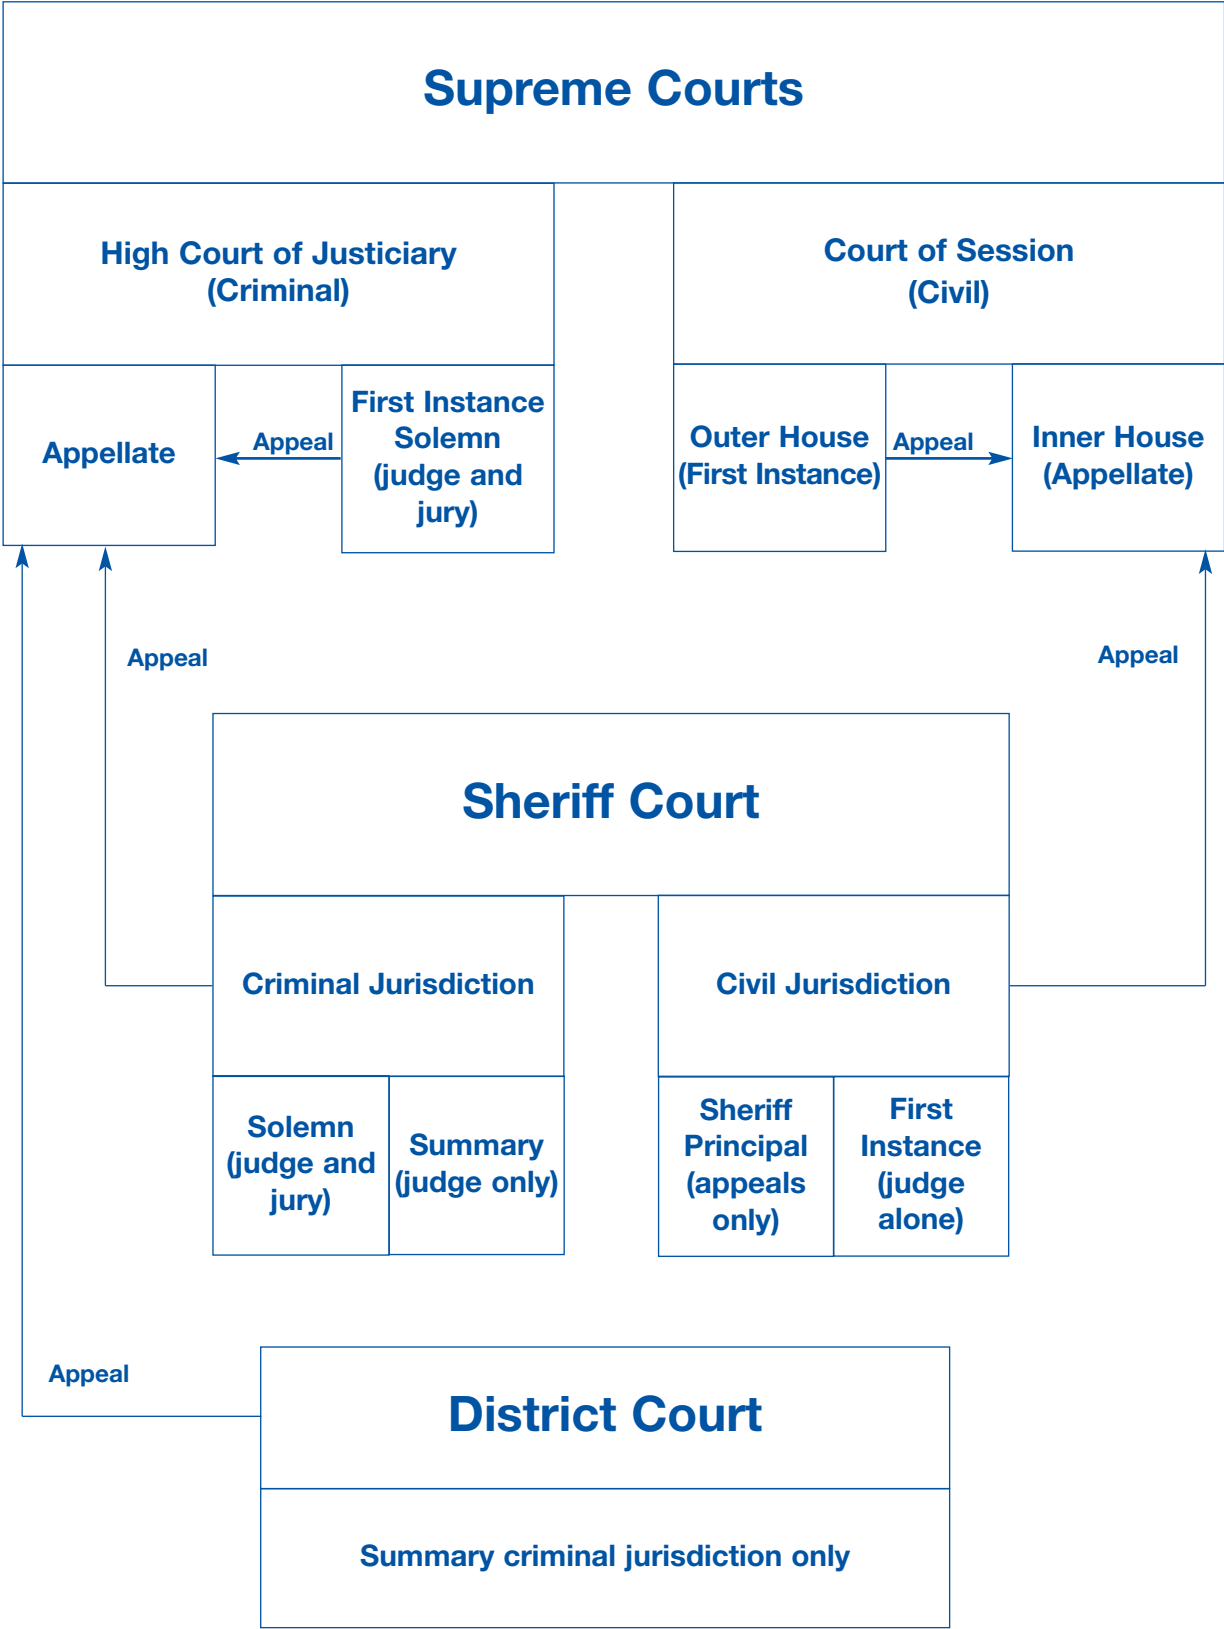 Supreme Courts
High Court of Justiciary
(Criminal)
Court of Session
(Civil)
Appellate
Appeal
First Instance
Solemn
(judge and
jury)
Outer House
(First Instance)
Appeal
Inner House
(Appellate)
Appeal
Appeal
Sheriff Court
Criminal Jurisdiction
Civil Jurisdiction
Solemn
(judge and
jury)
Summary
(judge only)
Sheriff
Principal
(appeals
only)
First
Instance
(judge
alone)
Appeal
District Court
Summary criminal jurisdiction only